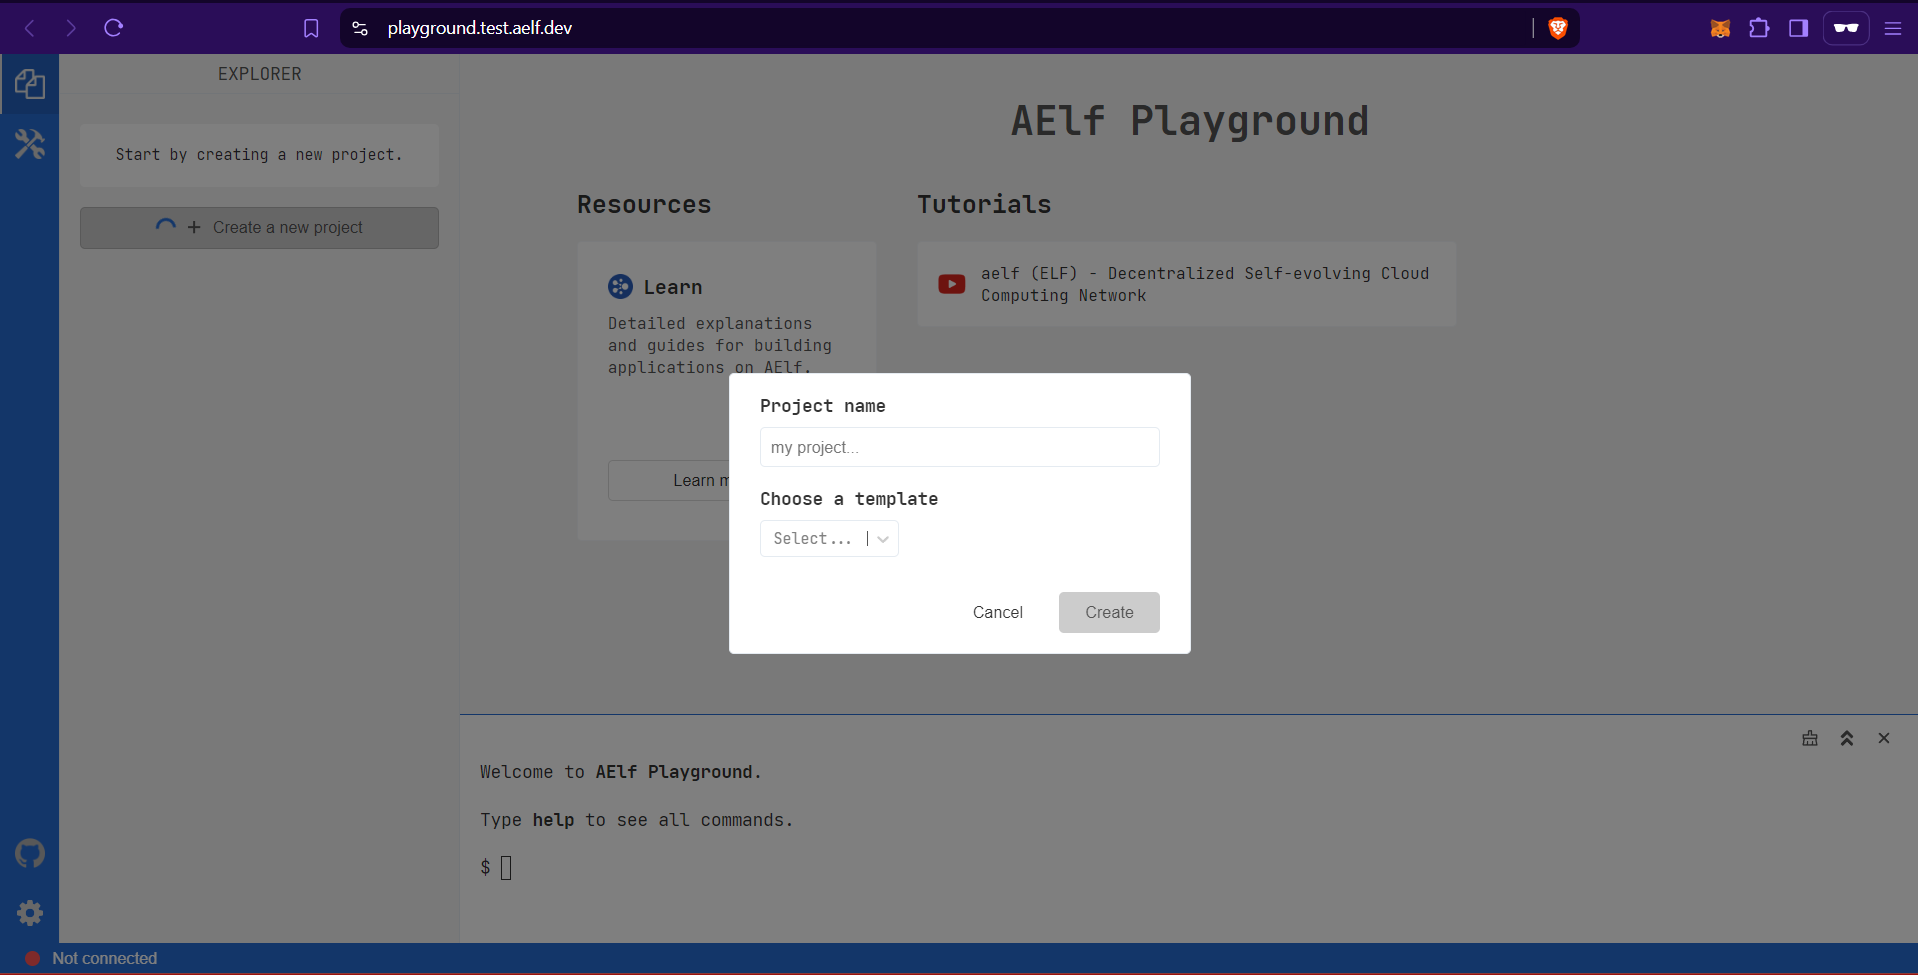 playground.test.aelf.dev
EXPLORER
Start by creating a new project.
+ Create a new project
AElf Playground
Resources
Learn
Detailed explanations
and guides for building
applications on AElf.
Learn m
Tutorials
aelf (ELF) - Decentralized Self-evolving Cloud
Computing Network
Project name
my project...
Choose a template
Select...
Cancel
Create
Welcome to AElf Playground.
Type help to see all commands.
$
Not connected